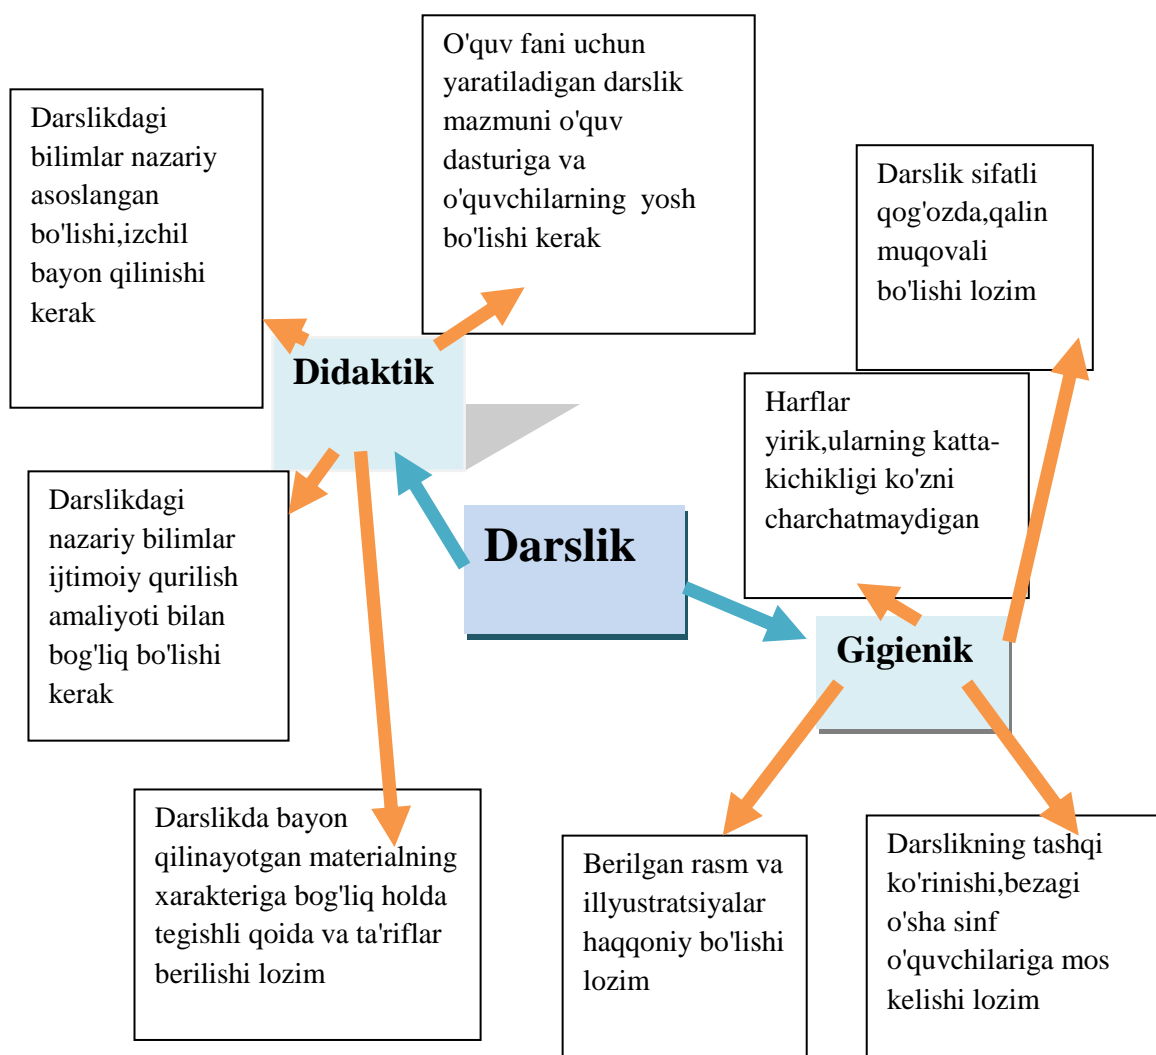 O'quv fani uchun
yaratiladigan darslik
mazmuni o'quv
dasturiga va
o'quvchilarning yosh
bo'lishi kerak
Darslikdagi
bilimlar nazariy
asoslangan
bo'lishi,izchil
bayon qilinishi
kerak
Darslik sifatli
qog'ozda,qalin
muqovali
bo'lishi lozim
Didaktik
Harflar
yirik,ularning katta-
kichikligi ko'zni
charchatmaydigan
Darslikdagi
nazariy bilimlar
ijtimoiy qurilish
amaliyoti bilan
bog'liq bo'lishi
kerak
Darslik
Gigienik
Darslikda bayon
qilinayotgan materialning
xarakteriga bog'liq holda
tegishli qoida va ta'riflar
berilishi lozim
Berilgan rasm va
illyustratsiyalar
haqqoniy bo'lishi
lozim
Darslikning tashqi
ko'rinishi,bezagi
o'sha sinf
o'quvchilariga mos
kelishi lozim